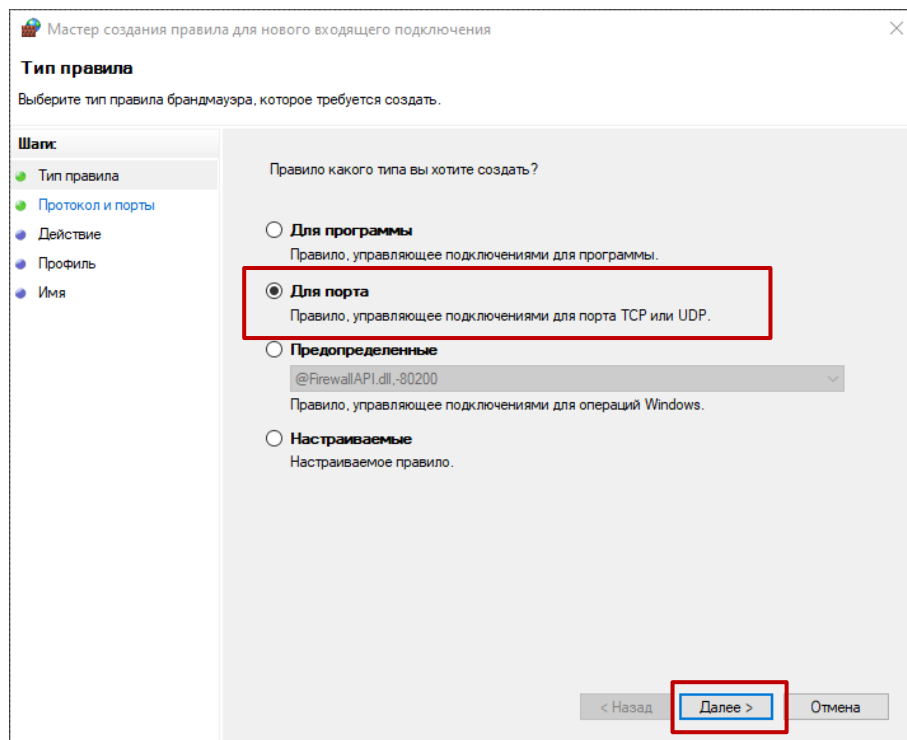 Мастер создания правила для нового входящего подключения
Тип правила
Выберите тип правила брандмауэра, которое требуется создать.
Шаги:
Тип правила
Протокол и порты
Действие
Профиль
Имя
Правило какого типа вы хотите создать?
Для программы
Правило, управляющее подключениями для программы.
Для порта
Правило, управляющее подключениями для порта TCP или UDP.
Предопределенные
@FirewallAPI.dll,-80200
Правило, управляющее подключениями для операций Windows.
Настраиваемые
Настраиваемое правило.
< Назад
Далее >
Отмена